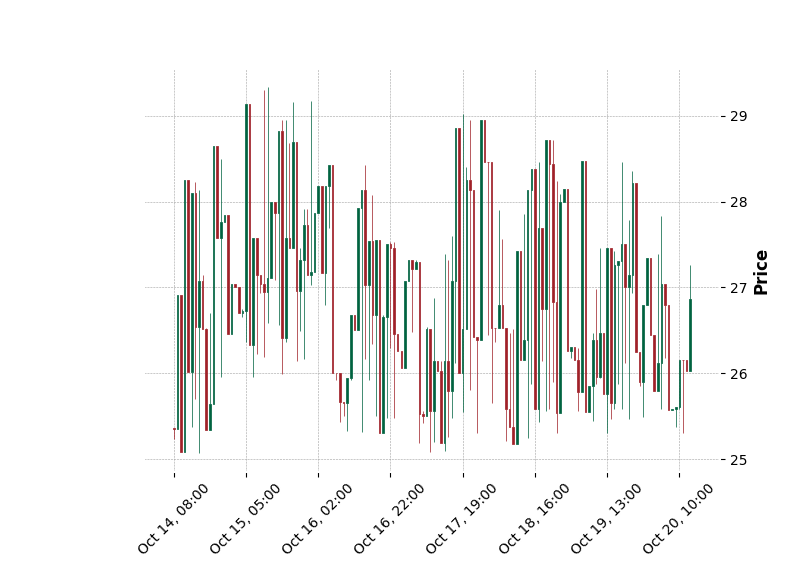 29
28
27
26
25
Price
Oct 14, 08:00
Oct 15, 05:00
Oct 16, 02:00
Oct 16, 22:00
Oct 17, 19:00
Oct 18, 16:00
Oct 19, 13:00
Oct 20, 10:00